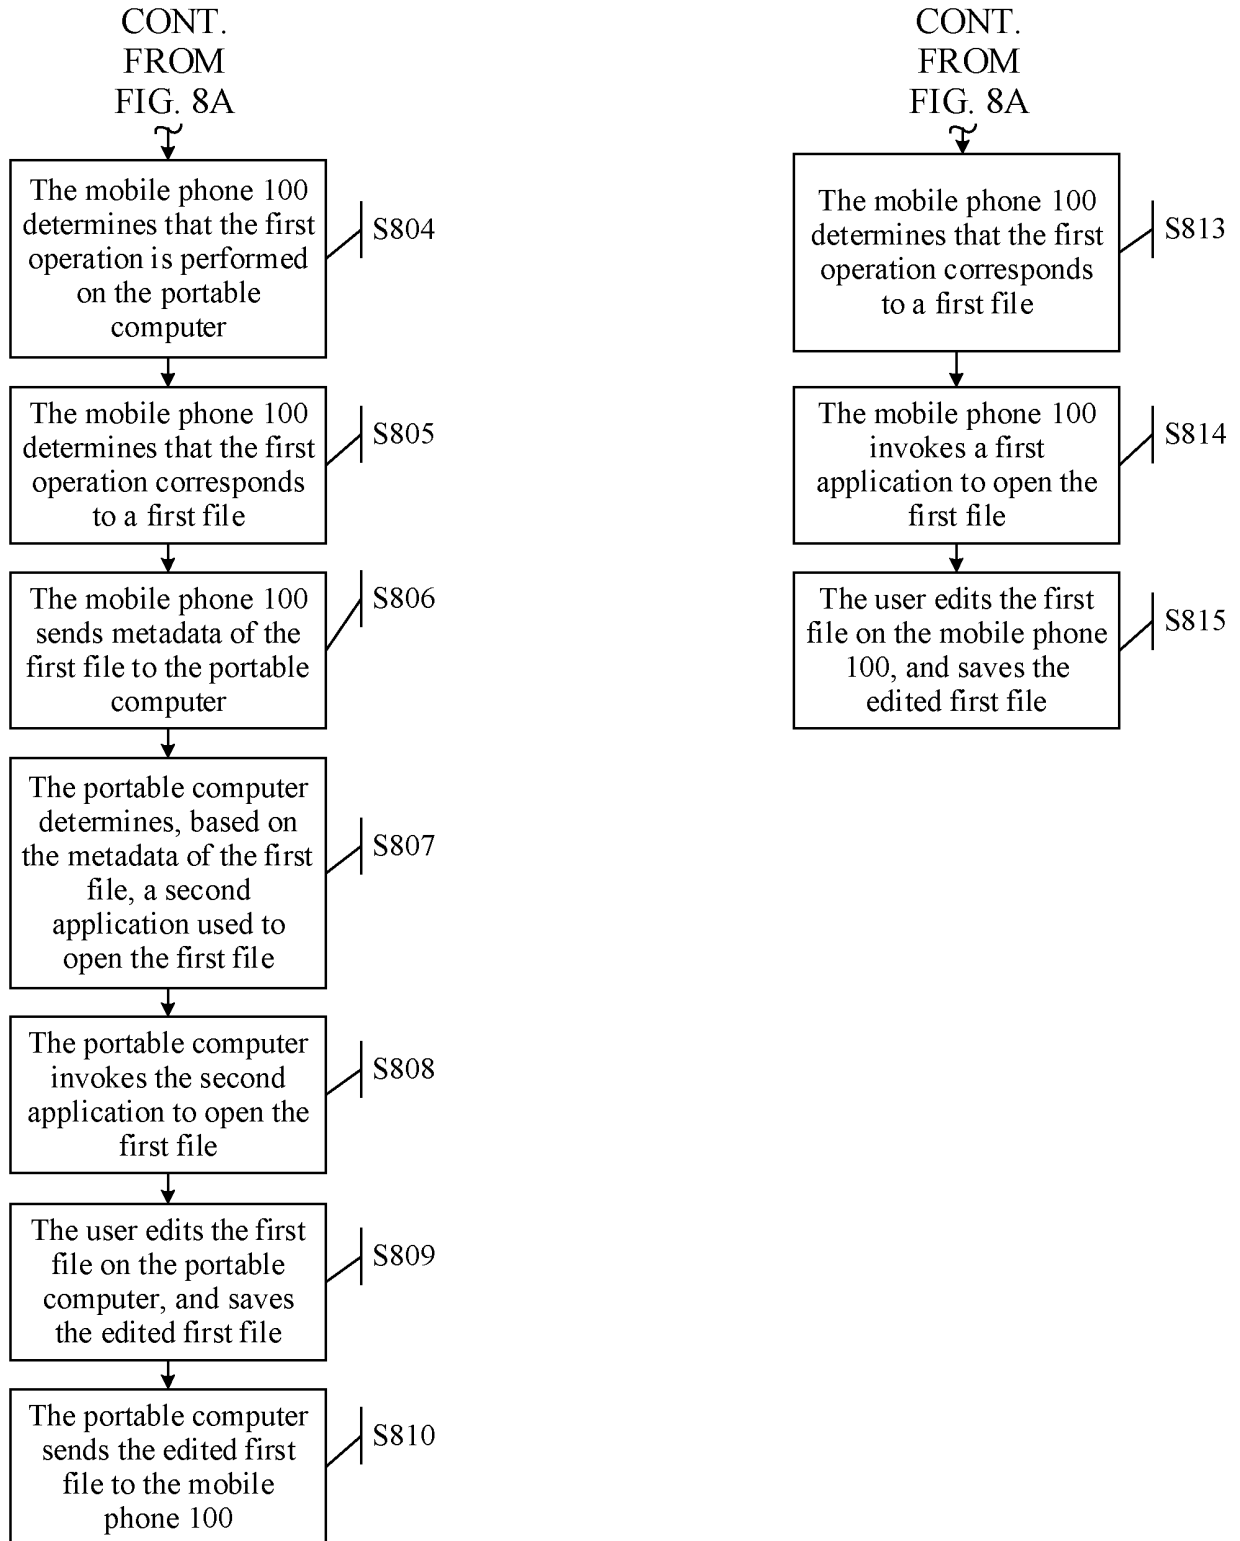 CONT.
FROM
FIG. 8A
The mobile phone 100
determines that the first
operation is performed
on the portable
computer
S804
The mobile phone 100
determines that the first
operation corresponds
to a first file
S805
The mobile phone 100
sends metadata of the
first file to the portable
computer
S806
The portable computer
determines, based on
the metadata of the first
file, a second
application used to
open the first file
S807
The portable computer
invokes the second
application to open the
first file
S808
The user edits the first
file on the portable
computer, and saves
the edited first file
S809
The portable computer
sends the edited first
file to the mobile
phone 100
S810
CONT.
FROM
FIG. 8A
The mobile phone 100
determines that the first
operation corresponds
to a first file
S813
The mobile phone 100
invokes a first
application to open the
first file
S814
The user edits the first
file on the mobile phone
100, and saves the
edited first file
S815